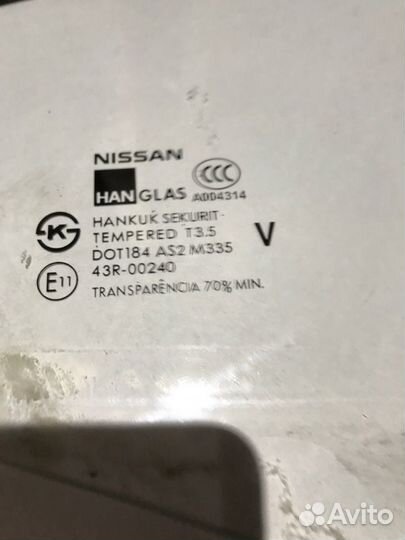 NISSAN
HANGLAS
CCC
A004314
HANKUK SEKURIT
TEMPERED T3.5
DOT184 AS2 M335
V
E11
43R-00240
TRANSPARÊNCIA 70% MIN.
Avito